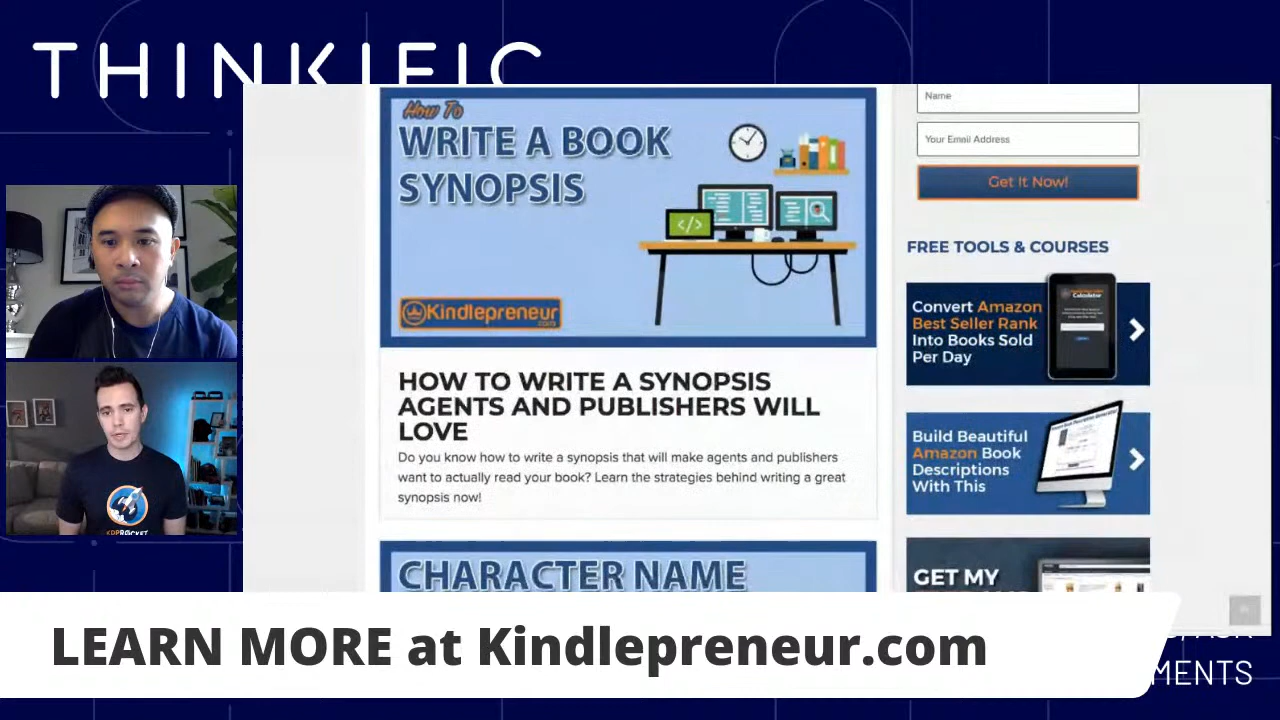 THINKIFIC
How To
WRITE A BOOK
SYNOPSIS
</>
Kindlepreneur
.com
HOW TO WRITE A SYNOPSIS
AGENTS AND PUBLISHERS WILL
LOVE
Do you know how to write a synopsis that will make agents and publishers
want to actually read your book? Learn the strategies behind writing a great
synopsis now!
CHARACTER NAME
Name
Your Email Address
Get It Now!
FREE TOOLS & COURSES
Convert Amazon
Best Seller Rank
Into Books Sold
Per Day
Calculator
Build Beautiful
Amazon Book
Descriptions
With This
GET MY
KDPROCKET
LEARN MORE at Kindlepreneur.com
MENTS